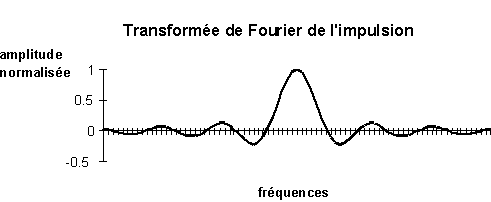 Transformée de Fourier de l'impulsion
amplitude
normalisée
1
0.5
0
-0.5
fréquences